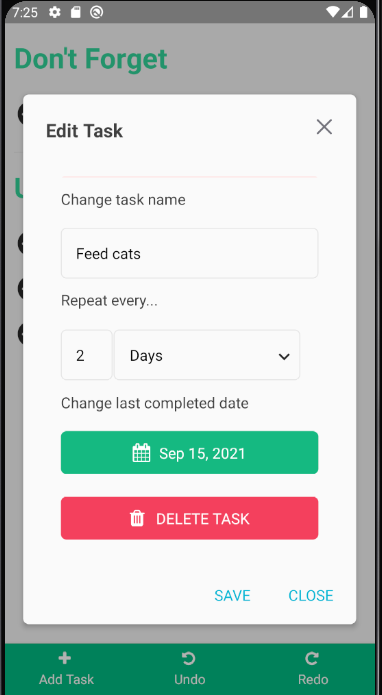 7:25
Don't Forget
Edit Task
Change task name
Feed cats
Repeat every...
2 Days
Change last completed date
Sep 15, 2021
DELETE TASK
SAVE CLOSE
Add Task Undo Redo